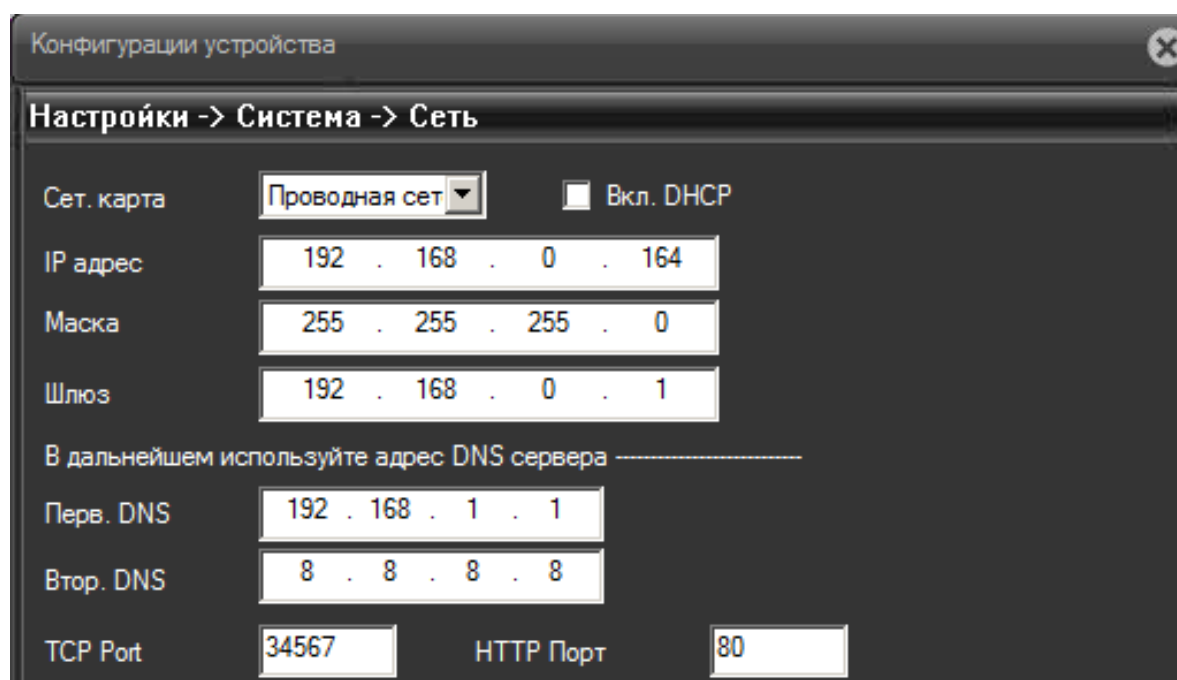 Конфигурации устройства
Настройки -> Система -> Сеть
Сет. карта Проводная сет Вкл. DHCP
IP адрес 192 . 168 . 0 . 164
Маска 255 . 255 . 255 . 0
Шлюз 192 . 168 . 0 . 1
В дальнейшем используйте адрес DNS сервера ---------------------------
Перв. DNS 192 . 168 . 1 . 1
Втор. DNS 8 . 8 . 8 . 8
TCP Port 34567 HTTP Порт 80